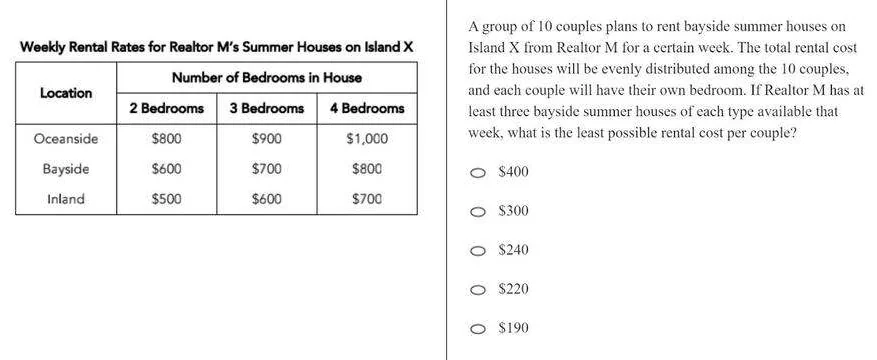 Weekly Rental Rates for Realtor M's Summer Houses on Island X
Location
Number of Bedrooms in House
2 Bedrooms 3 Bedrooms 4 Bedrooms
Oceanside $800 $900 $1,000
Bayside $600 $700 $800
Inland $500 $600 $700
A group of 10 couples plans to rent bayside summer houses on
Island X from Realtor M for a certain week. The total rental cost
for the houses will be evenly distributed among the 10 couples,
and each couple will have their own bedroom. If Realtor M has at
least three bayside summer houses of each type available that
week, what is the least possible rental cost per couple?
$400
$300
$240
$220
$190